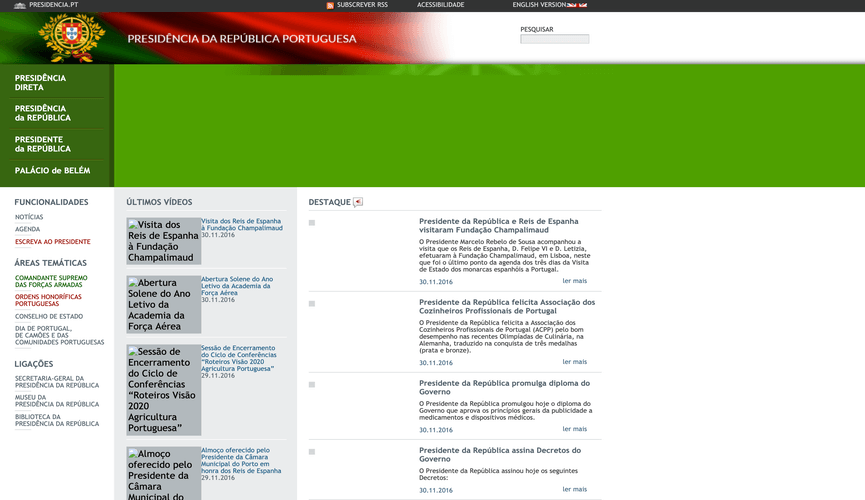 PRESIDENCIA.PT
SUBSCREVER RSS
ACESSIBILIDADE
ENGLISH VERSION
PRESIDÊNCIA DA REPÚBLICA PORTUGUESA
PESQUISAR
PRESIDÊNCIA
DIRETA
PRESIDÊNCIA
da REPÚBLICA
PRESIDENTE
da REPÚBLICA
PALÁCIO de BELÉM
FUNCIONALIDADES
NOTÍCIAS
AGENDA
ESCREVA AO PRESIDENTE
ÁREAS TEMÁTICAS
COMANDANTE SUPREMO
DAS FORÇAS ARMADAS
ORDENS HONORÍFICAS
PORTUGUESAS
CONSELHO DE ESTADO
DIA DE PORTUGAL,
DE CAMÕES E DAS
COMUNIDADES PORTUGUESAS
LIGAÇÕES
SECRETARIA-GERAL DA
PRESIDÊNCIA DA REPÚBLICA
MUSEU DA
PRESIDÊNCIA DA REPÚBLICA
BIBLIOTECA DA
PRESIDÊNCIA DA REPÚBLICA
ÚLTIMOS VÍDEOS
Visita dos
Reis de Espanha
à Fundação
Champalimaud
Visita dos Reis de Espanha
à Fundação Champalimaud
30.11.2016
Abertura
Solene do Ano
Letivo da
Academia da
Força Aérea
Abertura Solene do Ano
Letivo da Academia da
Força Aérea
30.11.2016
Sessão de
Encerramento
do Ciclo de
Conferências
“Roteiros Visão
2020
Agricultura
Portuguesa”
Sessão de Encerramento
do Ciclo de Conferências
“Roteiros Visão 2020
Agricultura Portuguesa”
29.11.2016
Almoço
oferecido pelo
Presidente da
Câmara
Municipal do
Almoço oferecido pelo
Presidente da Câmara
Municipal do Porto em
honra dos Reis de Espanha
29.11.2016
DESTAQUE
Presidente da República e Reis de Espanha
visitaram Fundação Champalimaud
O Presidente Marcelo Rebelo de Sousa acompanhou a
visita que os Reis de Espanha, D. Felipe VI e D. Letizia,
efetuaram à Fundação Champalimaud, em Lisboa, neste
que foi o último ponto da agenda dos três dias da Visita
de Estado dos monarcas espanhóis a Portugal.
30.11.2016
ler mais
Presidente da República felicita Associação dos
Cozinheiros Profissionais de Portugal
O Presidente da República felicita a Associação dos
Cozinheiros Profissionais de Portugal (ACPP) pelo bom
desempenho nas recentes Olimpíadas de Culinária, na
Alemanha, traduzido na conquista de três medalhas
(prata e bronze).
30.11.2016
ler mais
Presidente da República promulga diploma do
Governo
O Presidente da República promulgou hoje o diploma do
Governo que aprova os princípios gerais da publicidade a
medicamentos e dispositivos médicos.
30.11.2016
ler mais
Presidente da República assina Decretos do
Governo
O Presidente da República assinou hoje os seguintes
Decretos:
30.11.2016
ler mais